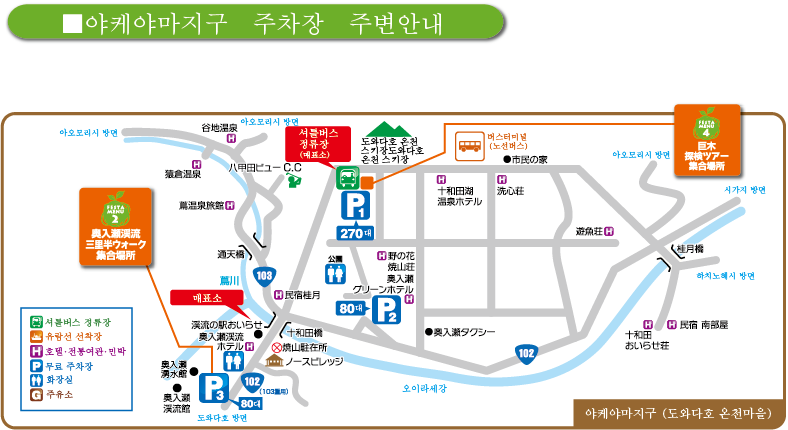 ■야케야마지구 주차장 주변안내
아오모리시 방면
谷地温泉
아오모리시 방면
猿倉温泉
八甲田ビューC.C
蔦温泉旅館
通天橋
蔦川
103
셔틀버스
정류장
(매표소)
도와다호 온천
스기장도와다호
온천 스키장
버스터미널
(노선버스)
市民の家
FESTA
MENU
4
巨木
探検ツアー
集合場所
아오모리시 방면
시가지 방면
P1
270대
十和田湖
温泉ホテル
洗心荘
遊魚荘
桂月橋
하치노헤시 방면
FESTA
MENU
2
奥入瀬渓流
三里半ウォーク
集合場所
公園
野の花
焼山荘
奥入瀬
グリーンホテル
매표소
民宿桂月
80대
P2
渓流の駅おいらせ
奥入瀬渓流
ホテル
十和田橋
焼山駐在所
ノースビレッジ
奥入瀬タクシー
102
十和田
おいらせ荘
民宿 南部屋
奥入瀬
湧水館
奥入瀬
渓流館
P3
80대
102
(103重用)
도와다호 방면
오이라세강
셔틀버스 정류장
유람선 선착장
H 호텔·전통여관·민박
P 무료 주차장
화장실
G 주유소
야케야마지구 (도와다호 온천마을)